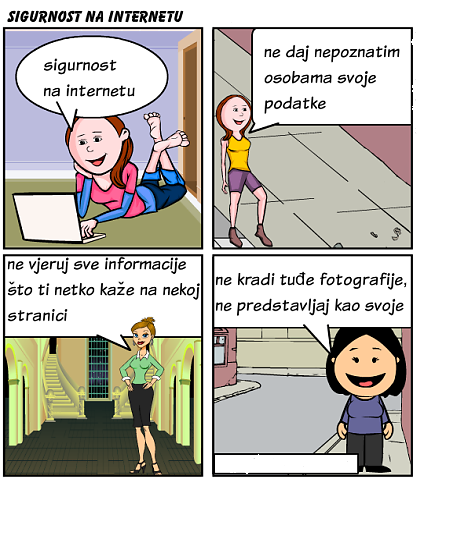 SIGURNOST NA INTERNETU
sigurnost
na internetu
ne daj nepoznatim
osobama svoje
podatke
ne vjeruj sve informacije
što ti netko kaže na nekoj
stranici
ne kradi tuđe fotografije,
ne predstavljaj kao svoje